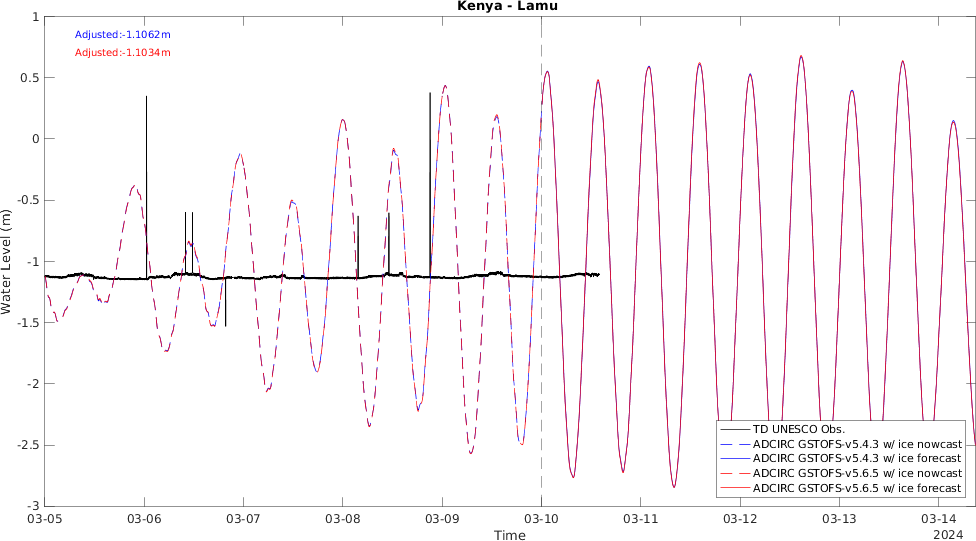 Kenya - Lamu
Adjusted:-1.1062m
Adjusted:-1.1034m
Water Level (m)
1
0.5
0
-0.5
-1
-1.5
-2
-2.5
-3
TD UNESCO Obs.
ADCIRC GSTOFS-v5.4.3 w/ ice nowcast
ADCIRC GSTOFS-v5.4.3 w/ ice forecast
ADCIRC GSTOFS-v5.6.5 w/ ice nowcast
ADCIRC GSTOFS-v5.6.5 w/ ice forecast
03-05 03-06 03-07 03-08 03-09 03-10 03-11 03-12 03-13 03-14
Time
2024